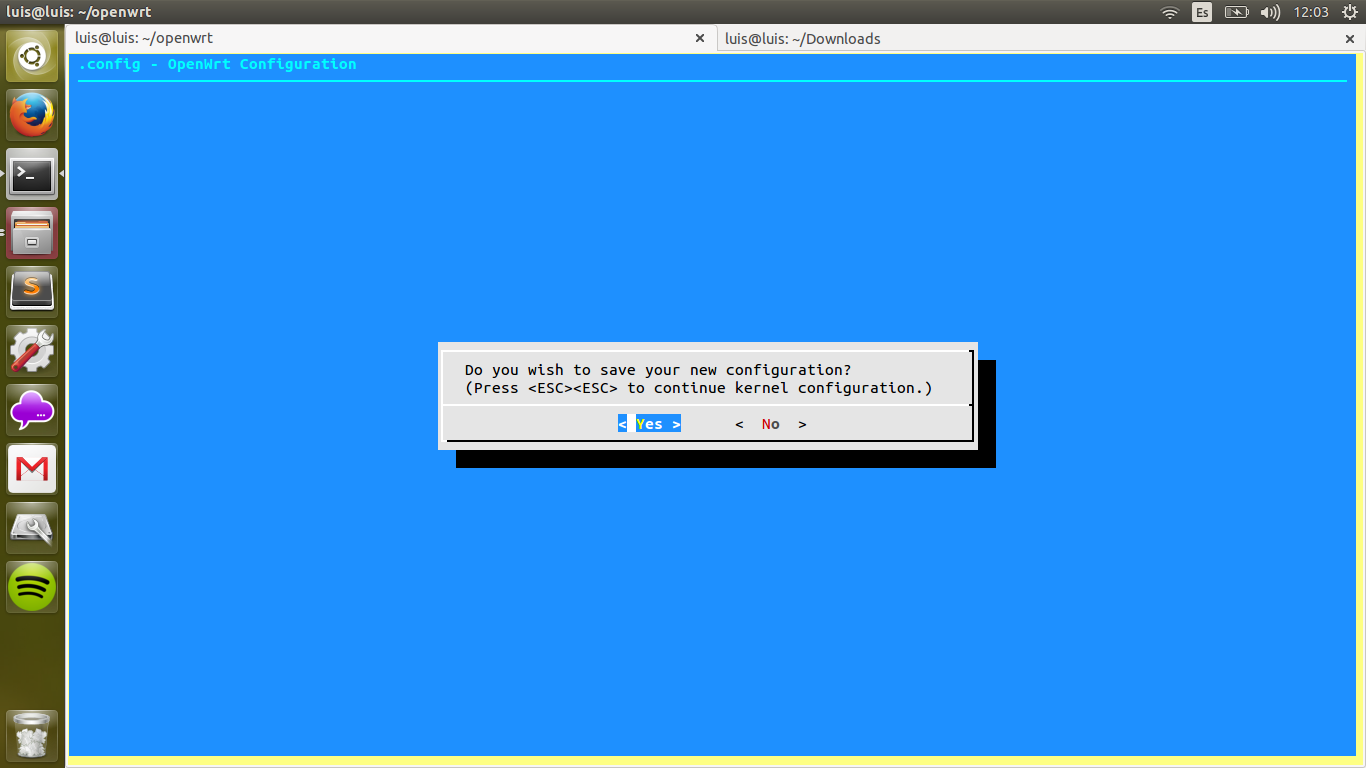 luis@luis: ~/openwrt
Es
12:03
luis@luis: ~/openwrt
luis@luis: ~/Downloads
.config - OpenWrt Configuration
Do you wish to save your new configuration?
(Press <ESC><ESC> to continue kernel configuration.)
< Yes > < No >
>_
S
M